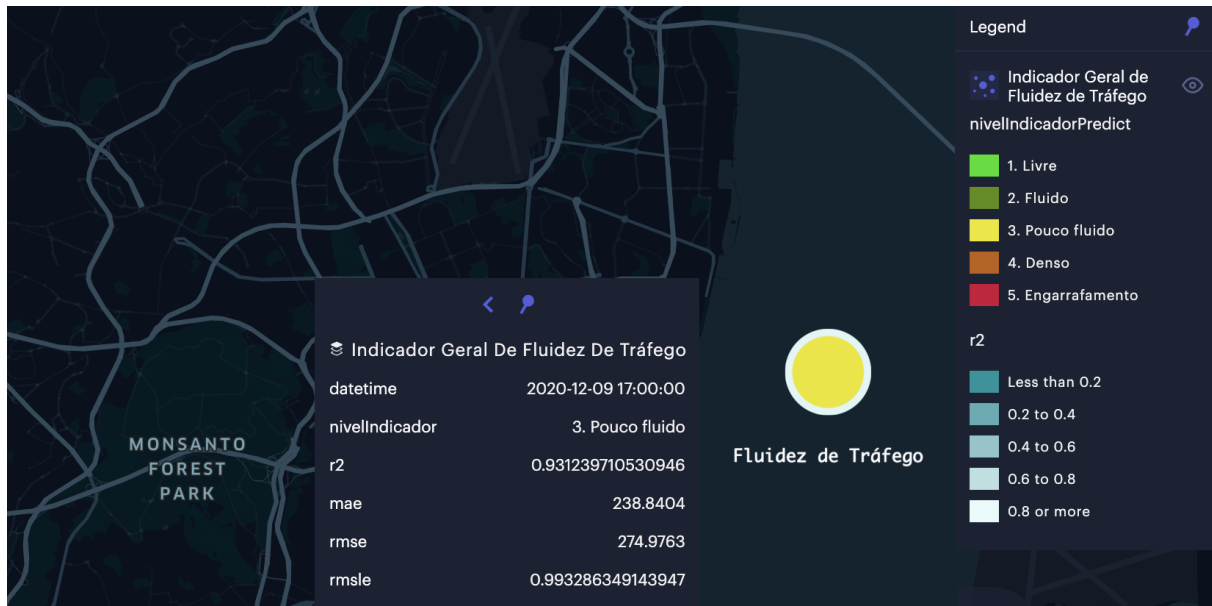 MONSANTO
FOREST
PARK
Indicador Geral De Fluidez De Tráfego
datetime 2020-12-09 17:00:00
nivelIndicador 3. Pouco fluido
r2 0.931239710530946
mae 238.8404
rmse 274.9763
rmsle 0.993286349143947
Fluidez de Tráfego
Legend
Indicador Geral de
Fluidez de Tráfego
nivelIndicadorPredict
1. Livre
2. Fluido
3. Pouco fluido
4. Denso
5. Engarrafamento
r2
Less than 0.2
0.2 to 0.4
0.4 to 0.6
0.6 to 0.8
0.8 or more